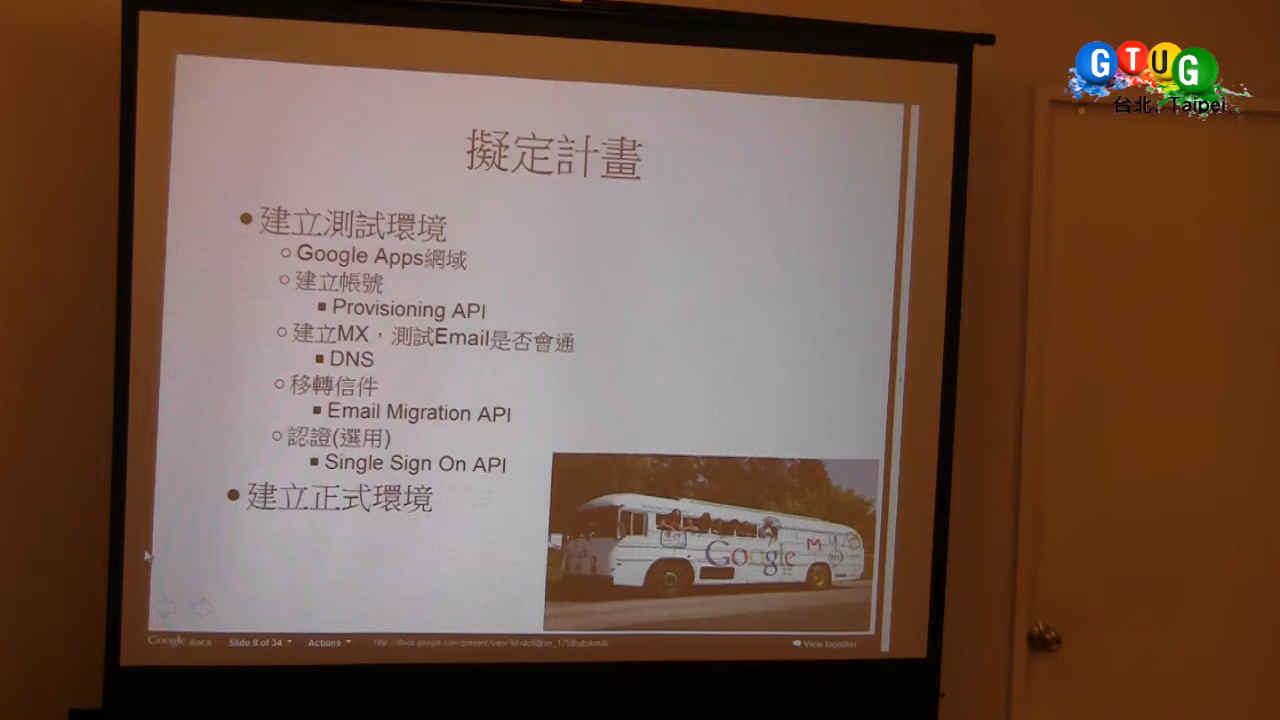 GTUG
台北, Taipei
擬定計畫
建立測試環境
Google Apps網域
建立帳號
Provisioning API
建立MX，測試Email是否會通
DNS
移轉信件
Email Migration API
認證(選用)
Single Sign On API
建立正式環境
Google
Google docs
Slide 8 of 34
Actions
View together